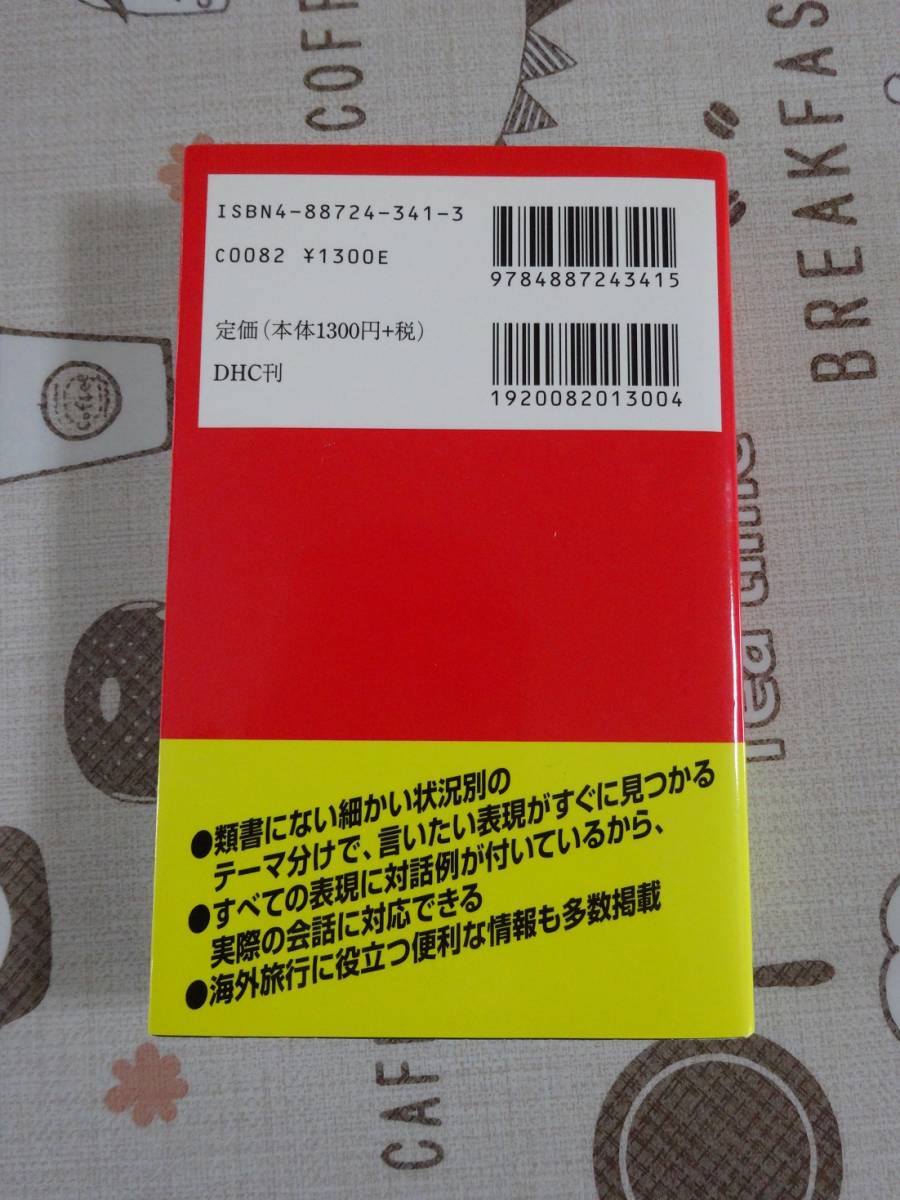 ISBN4-88724-341-3
C0082 ¥1300E
定価(本体1300円+税)
DHC刊
9784887243415
1920082013004
●類書にない細かい状況別の
テーマ分けで、言いたい表現がすぐに見つかる
●すべての表現に対話例が付いているから、
実際の会話に対応できる
●海外旅行に役立つ便利な情報も多数掲載
BREAKFAS
COFF
Coffee
Tea time
CAF